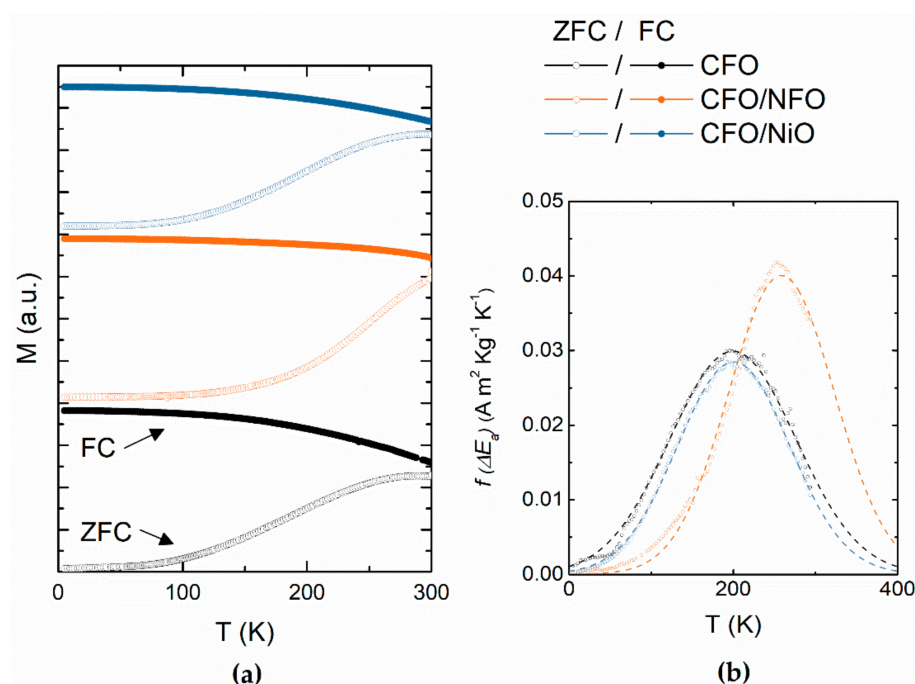 ZFC / FC
/ CFO
/ CFO/NFO
/ CFO/NiO
M (a.u.)
FC
ZFC
0 100 200 300
T (K)
(a)
f (ΔEₐ) (A m² Kg⁻¹ K⁻¹)
0.05
0.04
0.03
0.02
0.01
0.00
0 200 400
T (K)
(b)